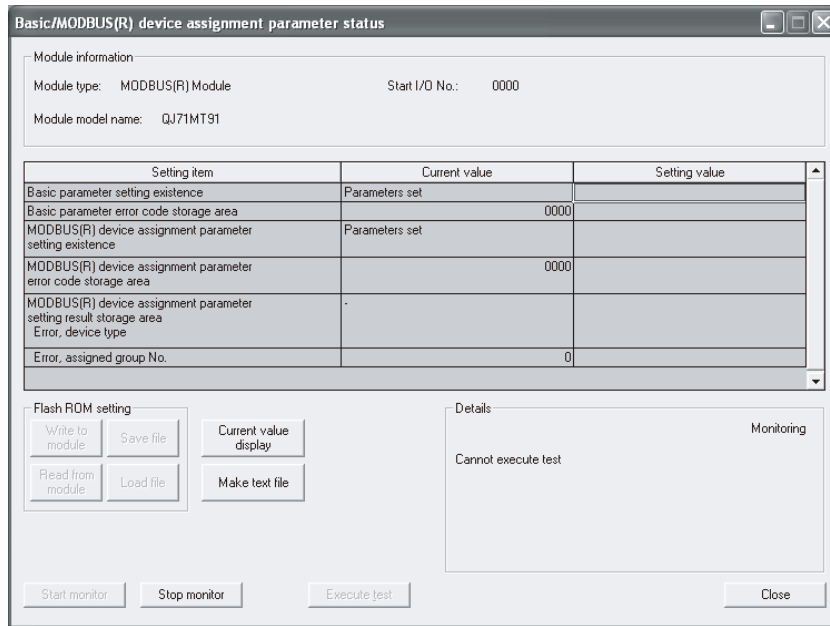 Basic/MODBUS(R) device assignment parameter status
Module information
Module type: MODBUS(R) Module Start I/O No.: 0000
Module model name: QJ71MT91
Setting item Current value Setting value
Basic parameter setting existence Parameters set
Basic parameter error code storage area 0000
MODBUS(R) device assignment parameter Parameters set
setting existence
MODBUS(R) device assignment parameter 0000
error code storage area
MODBUS(R) device assignment parameter -
setting result storage area
Error, device type
Error, assigned group No. 0
Flash ROM setting
Write to
module
Save file
Read from
module
Load file
Current value
display
Make text file
Details
Monitoring
Cannot execute test
Start monitor Stop monitor Execute test Close